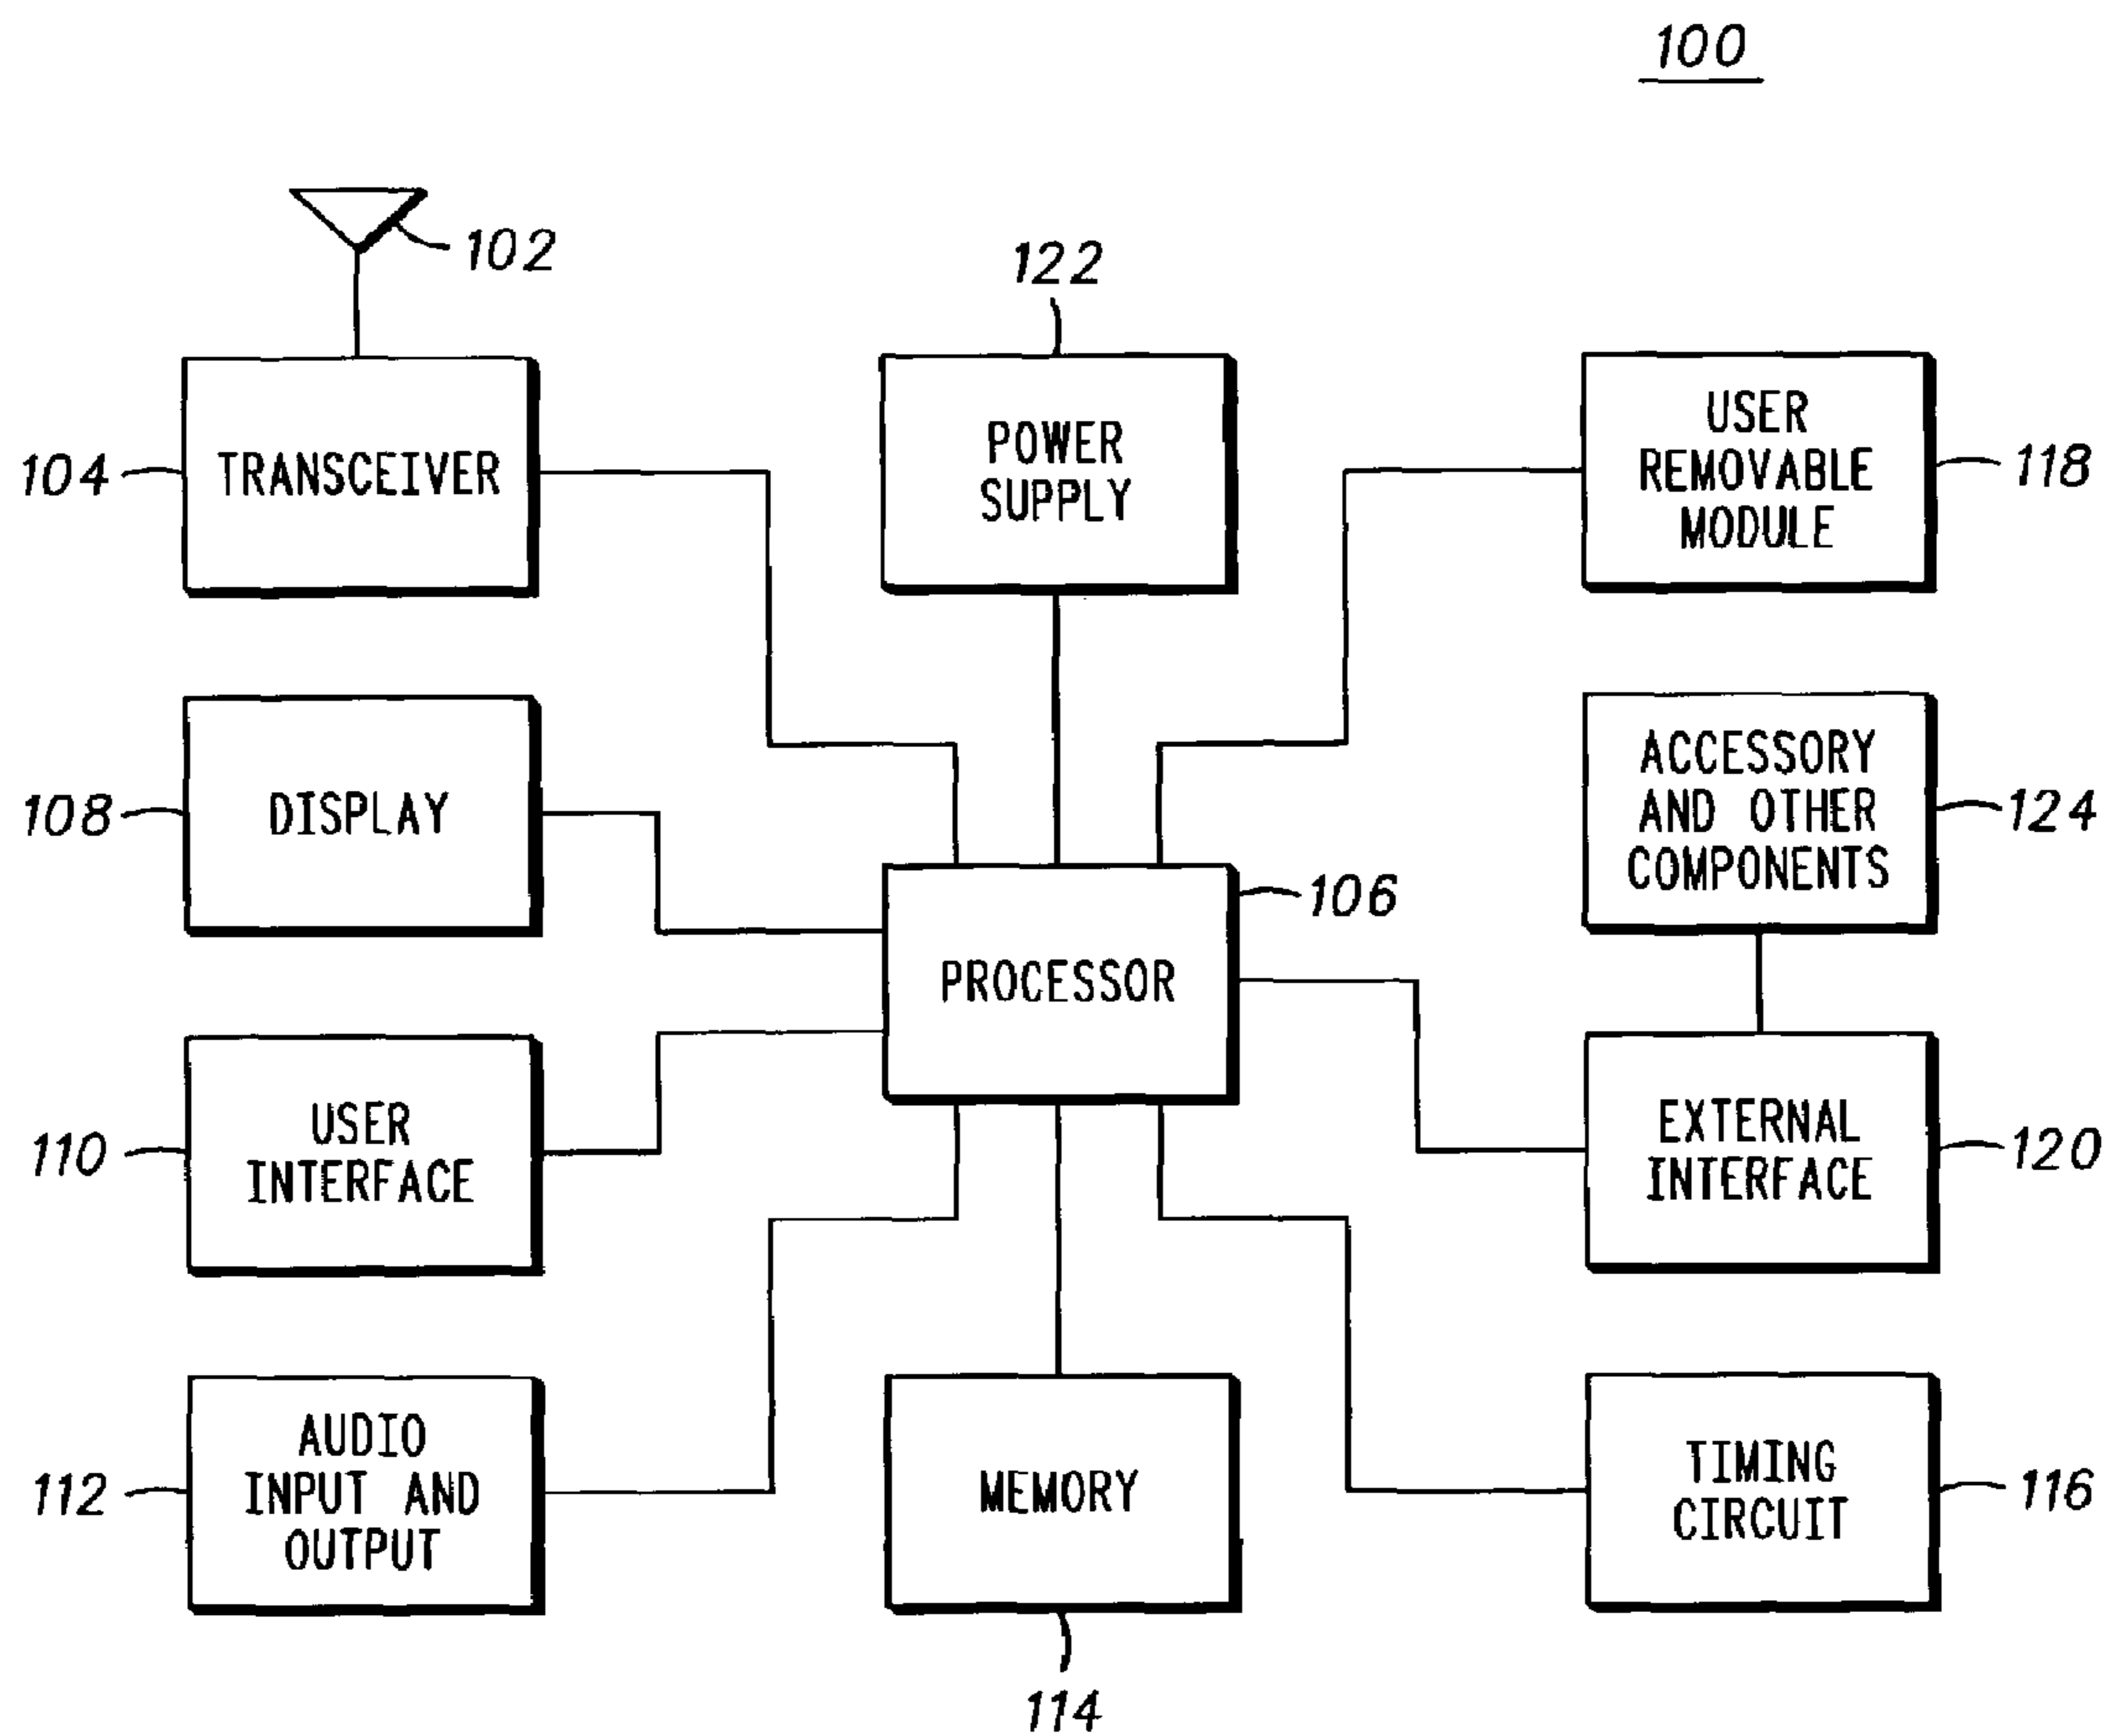 100
102
122
104
TRANSCEIVER
POWER
SUPPLY
USER
REMOVABLE
MODULE
118
108
DISPLAY
ACCESSORY
AND OTHER
COMPONENTS
124
106
PROCESSOR
110
USER
INTERFACE
EXTERNAL
INTERFACE
120
112
AUDIO
INPUT AND
OUTPUT
MEMORY
TIMING
CIRCUIT
116
114